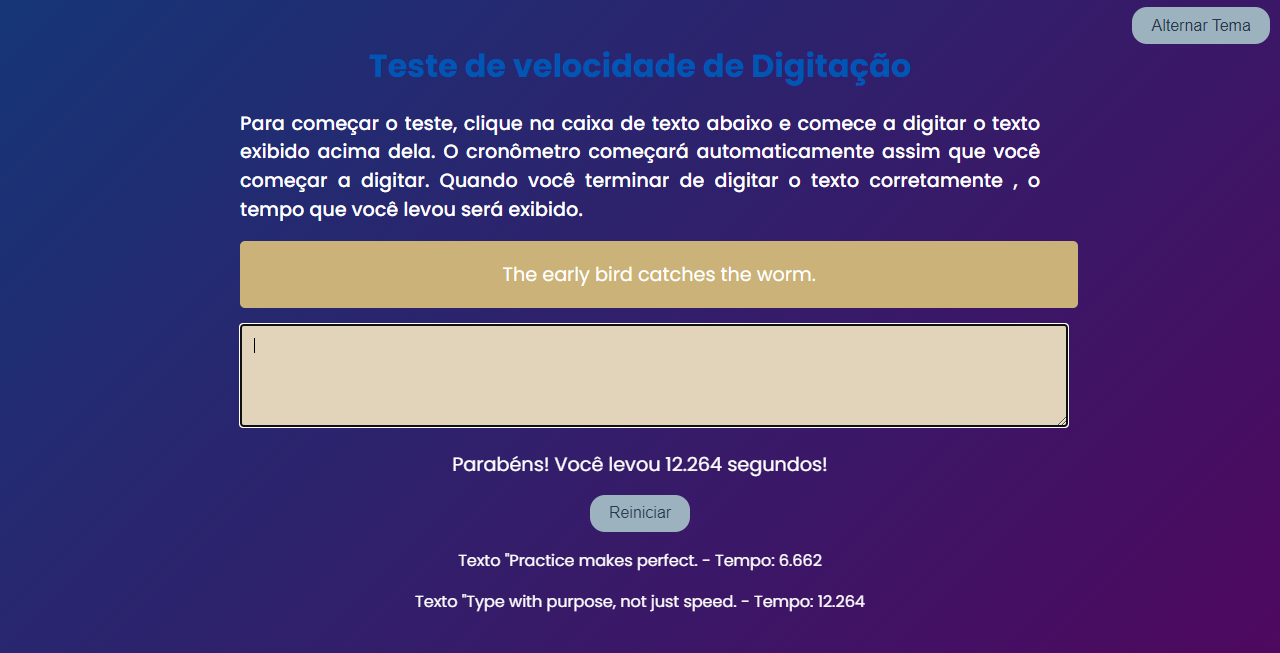 Alternar Tema
Teste de velocidade de Digitação
Para começar o teste, clique na caixa de texto abaixo e comece a digitar o texto
exibido acima dela. O cronômetro começará automaticamente assim que você
começar a digitar. Quando você terminar de digitar o texto corretamente , o
tempo que você levou será exibido.
The early bird catches the worm.
Parabéns! Você levou 12.264 segundos!
Reiniciar
Texto "Practice makes perfect. - Tempo: 6.662
Texto "Type with purpose, not just speed. - Tempo: 12.264